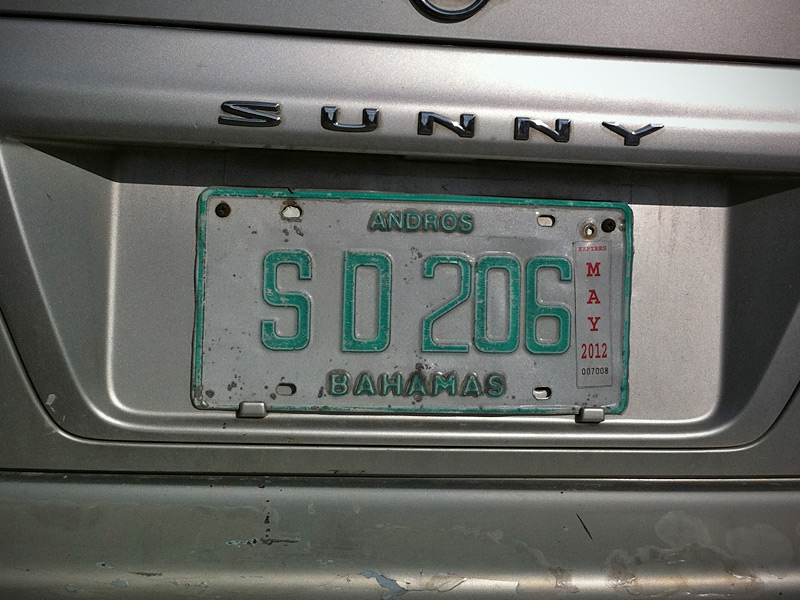 SUNNY
ANDROS
SD 206
EXPIRES
MAY
2012
007008
BAHAMAS